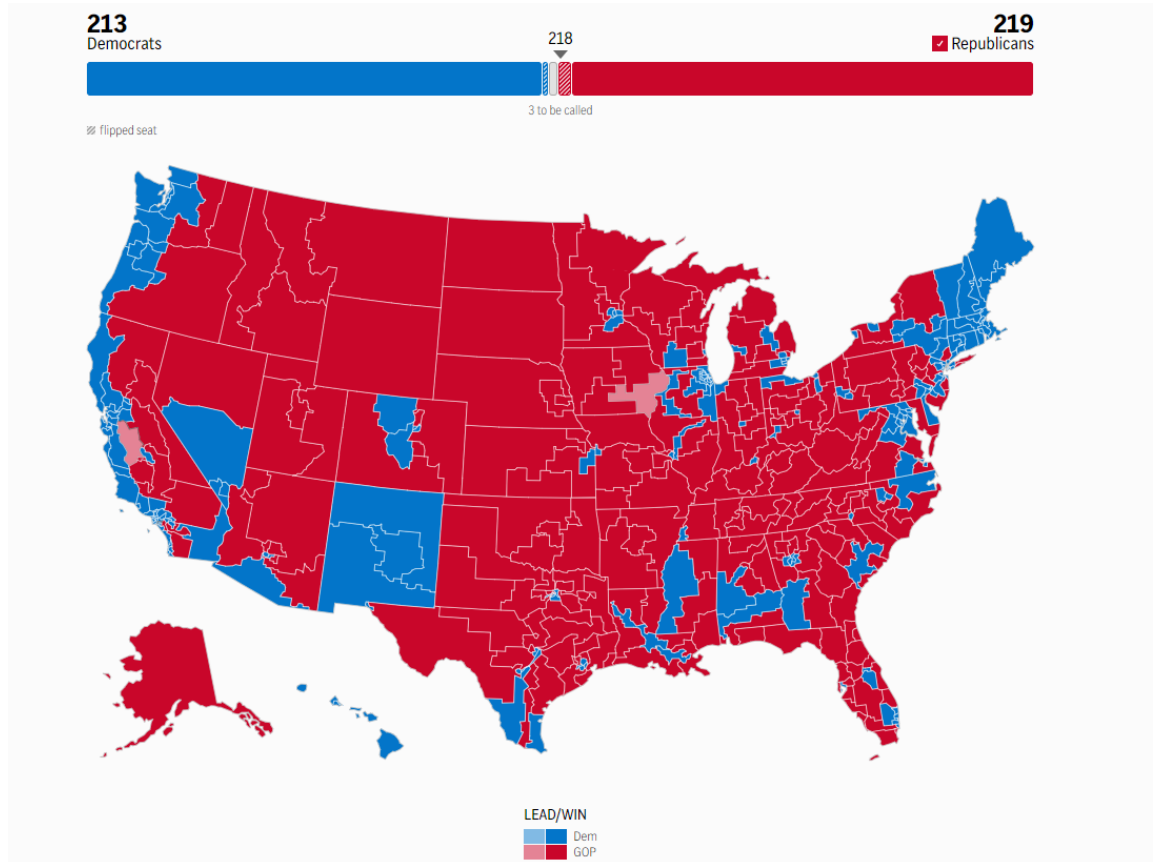 213
Democrats
219
Republicans
218
3 to be called
flipped seat
LEAD/WIN
Dem
GOP